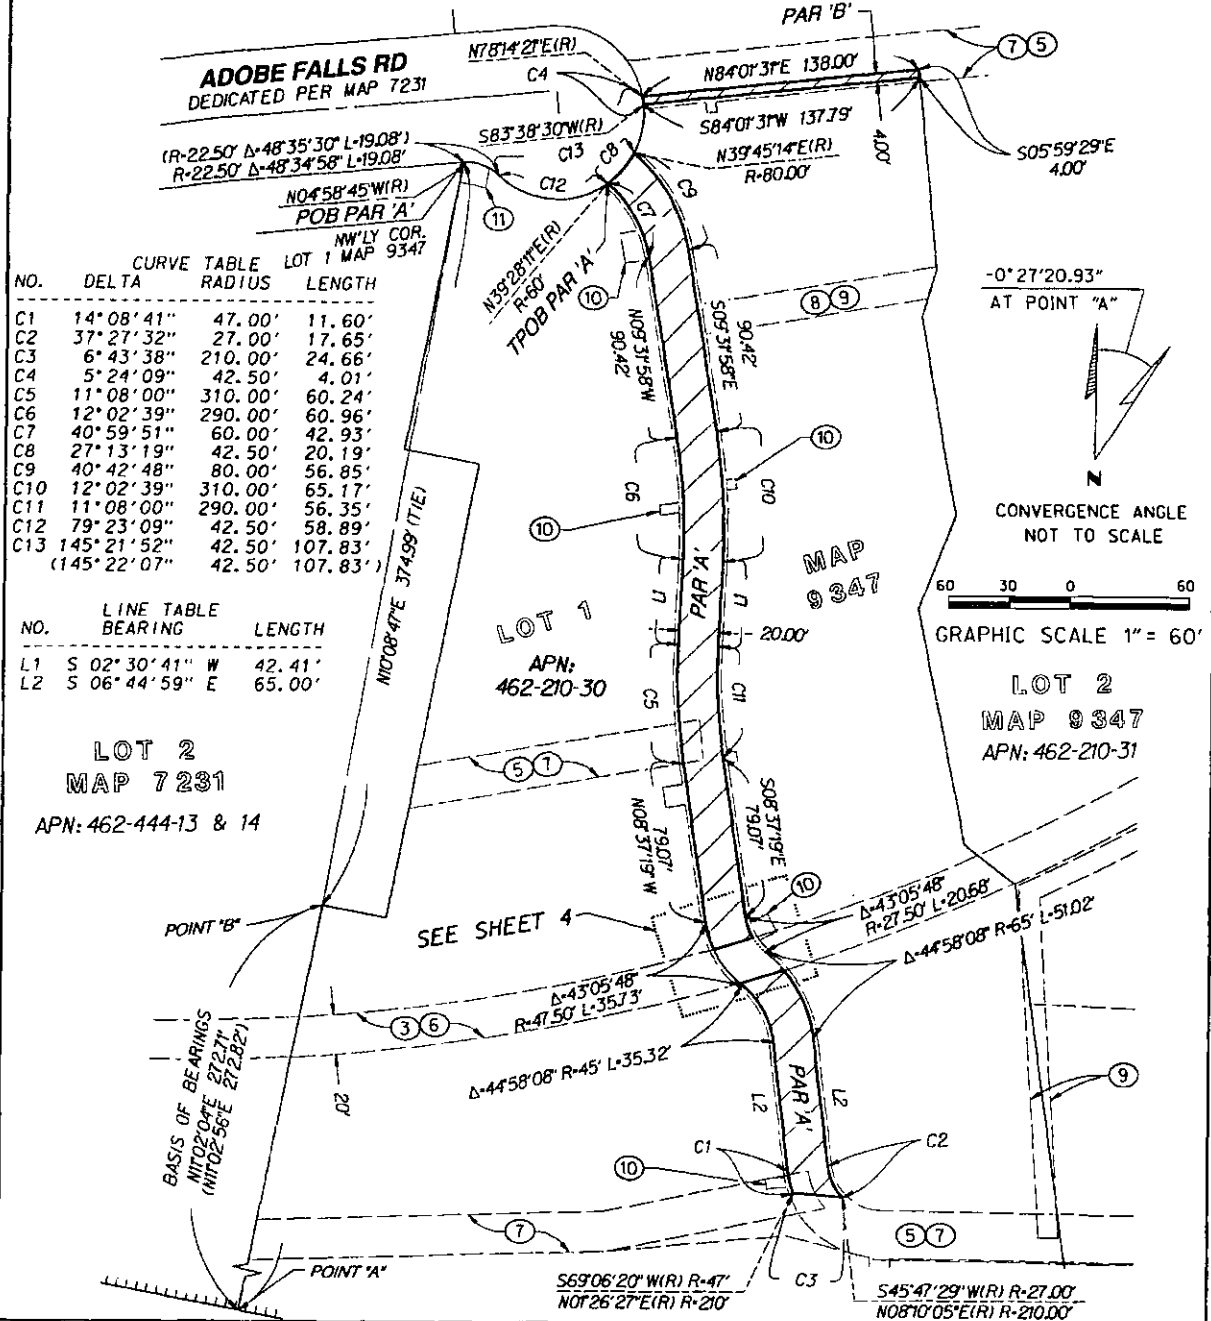 PAR 'B'
N78°14'21"E(R)
7 5
ADOBE FALLS RD
DEDICATED PER MAP 7231
C4
N84°01'31"E 138.00'
S84°01'31"W 137.79'
4.00'
S05°59'29"E
4.00'
(R=22.50' Δ=48°35'30" L=19.08')
R=22.50' Δ=48°34'58" L=19.08'
S83°38'30"W(R)
C13
C8
C12
N39°45'14"E(R)
R=80.00'
C9
C7
N04°58'45"W(R)
POB PAR 'A'
11
NW'LY COR.
LOT 1 MAP 9347
N39°28'11"E(R)
R=60'
TPOB PAR 'A'
10
CURVE TABLE
NO. DELTA RADIUS LENGTH
C1 14°08'41" 47.00' 11.60'
C2 37°27'32" 27.00' 17.65'
C3 6°43'38" 210.00' 24.66'
C4 5°24'09" 42.50' 4.01'
C5 11°08'00" 310.00' 60.24'
C6 12°02'39" 290.00' 60.96'
C7 40°59'51" 60.00' 42.93'
C8 27°13'19" 42.50' 20.19'
C9 40°42'48" 80.00' 56.85'
C10 12°02'39" 310.00' 65.17'
C11 11°08'00" 290.00' 56.35'
C12 79°23'09" 42.50' 58.89'
C13 145°21'52" 42.50' 107.83'
(145°22'07" 42.50' 107.83')
8 9
N09°31'58"W
90.42'
S09°31'58"E
90.42'
-0°27'20.93"
AT POINT "A"
N
CONVERGENCE ANGLE
NOT TO SCALE
10
C6
C10
10
PAR 'A'
MAP
9347
60 30 0 60
GRAPHIC SCALE 1" = 60'
LINE TABLE
NO. BEARING LENGTH
L1 S 02°30'41" W 42.41'
L2 S 06°44'59" E 65.00'
N10°08'47"E 374.99' (TIE)
LOT 1
APN:
462-210-30
L1
L1
20.00'
C5
C11
LOT 2
MAP 9347
APN: 462-210-31
LOT 2
MAP 7231
APN: 462-444-13 & 14
5 7
N08°37'19"W
79.07'
S08°37'19"E
79.07'
10
POINT "B"
SEE SHEET 4
Δ=43°05'48"
R=27.50' L=20.68'
Δ=44°58'08" R=65' L=51.02'
Δ=43°05'48"
R=47.50' L=35.73'
3 6
Δ=44°58'08" R=45' L=35.32'
20'
BASIS OF BEARINGS
N11°02'04"E 272.71'
(N11°02'56"E 272.82')
PAR 'A'
L2
L2
9
C1
C2
10
7
5 7
POINT "A"
C3
S69°06'20"W(R) R=47'
N01°26'27"E(R) R=210'
S45°47'29"W(R) R=27.00'
N08°10'05"E(R) R=210.00'